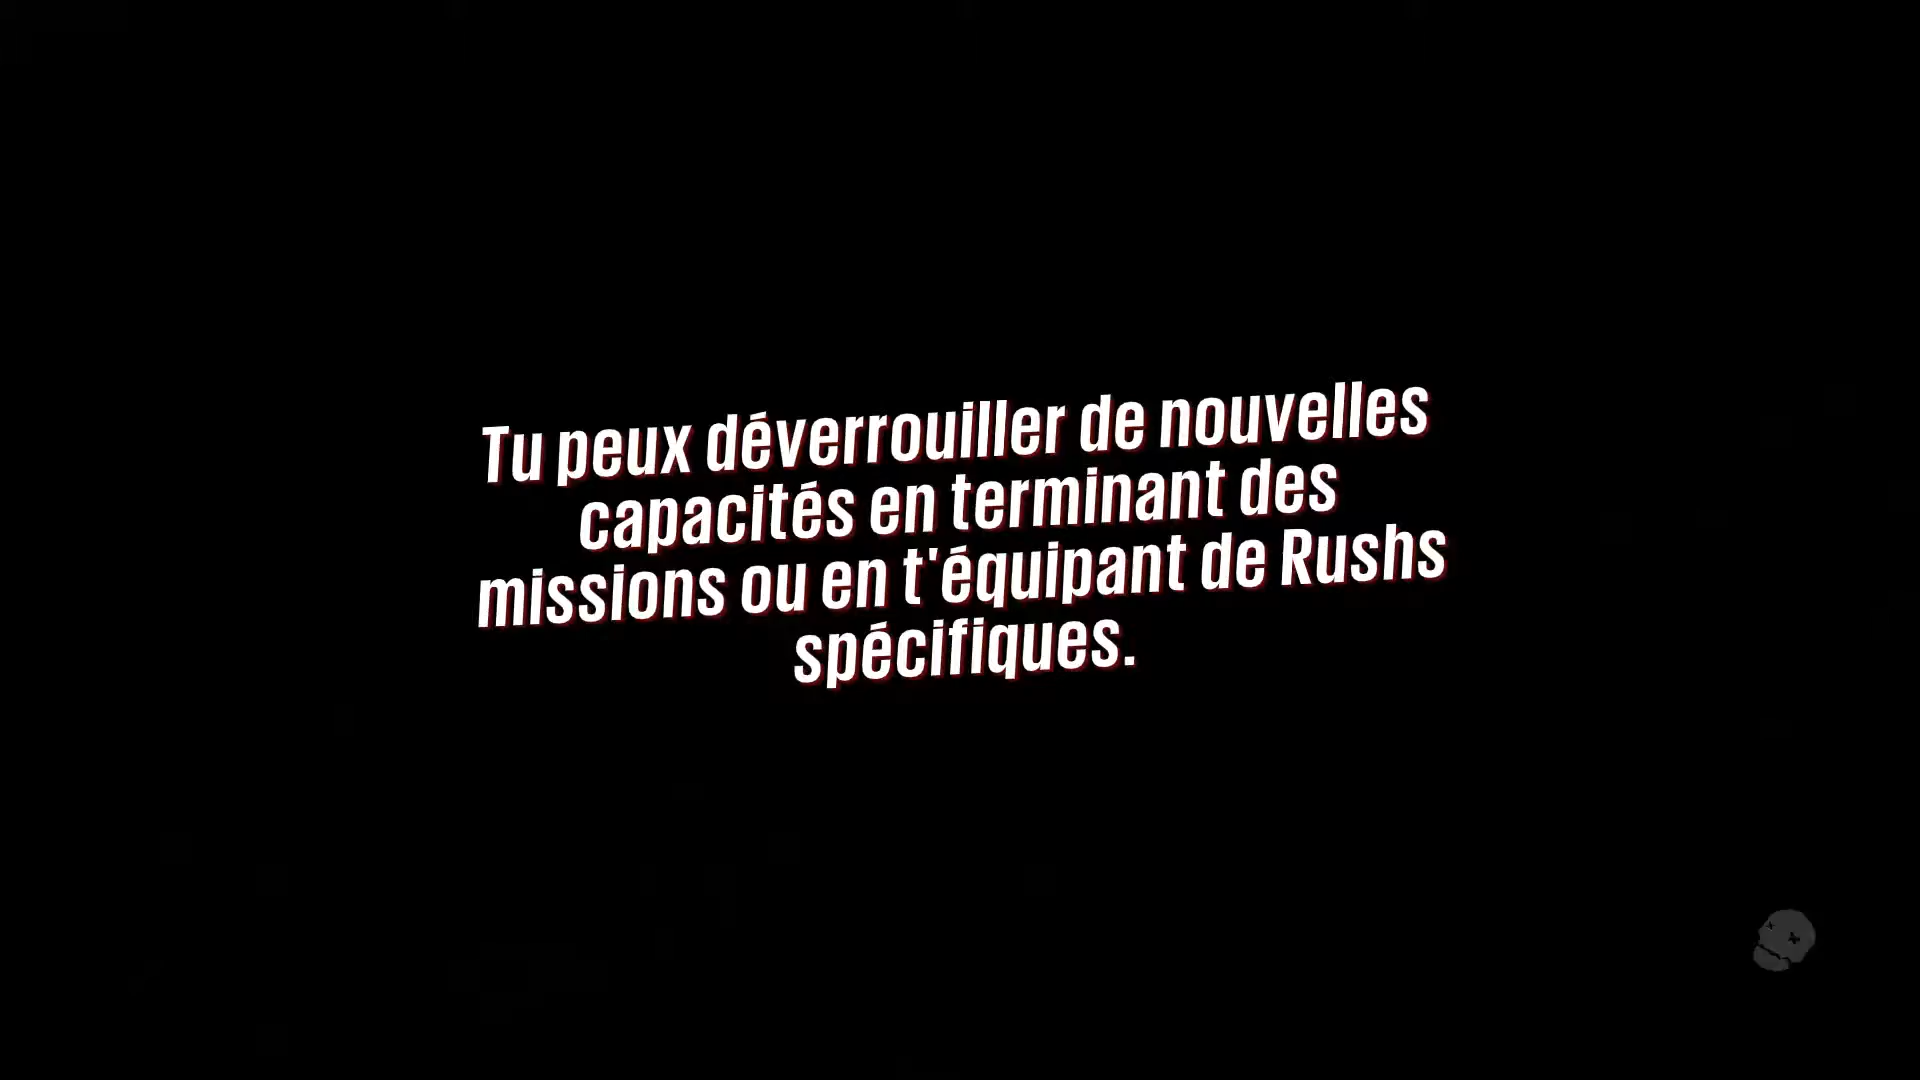 Tu peux déverrouiller de nouvelles
capacités en terminant des
missions ou en t'équipant de Rushs
spécifiques.